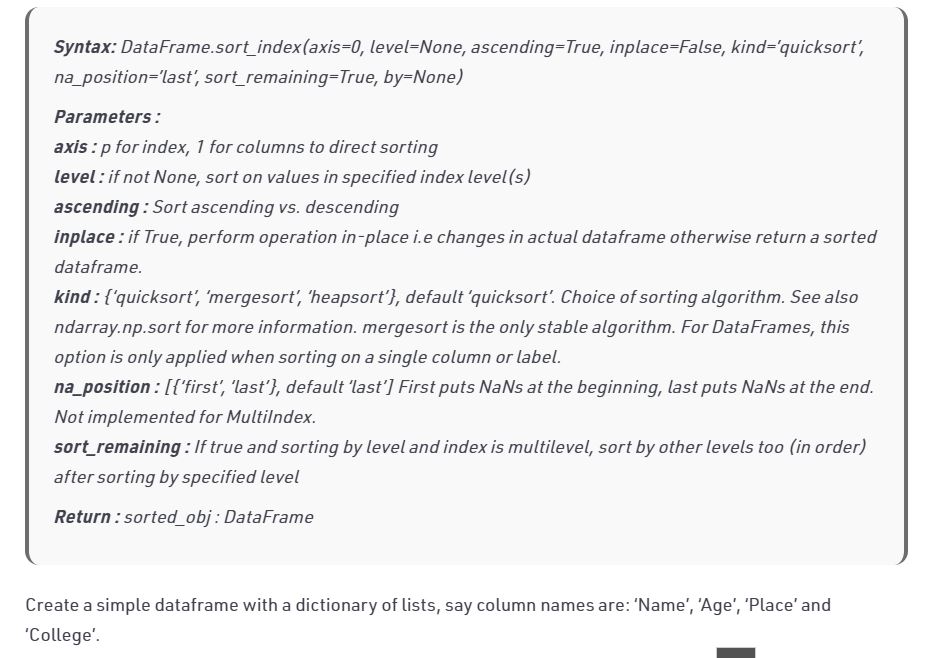 Syntax: DataFrame.sort_index(axis=0, level=None, ascending=True, inplace=False, kind=’quicksort’,
na_position=’last’, sort_remaining=True, by=None)
Parameters :
axis : p for index, 1 for columns to direct sorting
level : if not None, sort on values in specified index level(s)
ascending : Sort ascending vs. descending
inplace : if True, perform operation in-place i.e changes in actual dataframe otherwise return a sorted
dataframe.
kind : {‘quicksort’, ‘mergesort’, ‘heapsort’}, default ‘quicksort’. Choice of sorting algorithm. See also
ndarray.np.sort for more information. mergesort is the only stable algorithm. For DataFrames, this
option is only applied when sorting on a single column or label.
na_position : [{‘first’, ‘last’}, default ‘last’] First puts NaNs at the beginning, last puts NaNs at the end.
Not implemented for MultiIndex.
sort_remaining : If true and sorting by level and index is multilevel, sort by other levels too (in order)
after sorting by specified level
Return : sorted_obj : DataFrame
Create a simple dataframe with a dictionary of lists, say column names are: ‘Name’, ‘Age’, ‘Place’ and
‘College’.